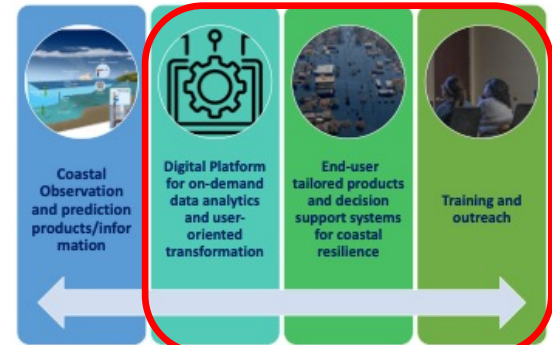 Coastal
Observation
and prediction
products/infor
mation
Digital Platform
for on-demand
data analytics
and user-
oriented
transformation
End-user
tailored products
and decision
support systems
for coastal
resilience
Training and
outreach